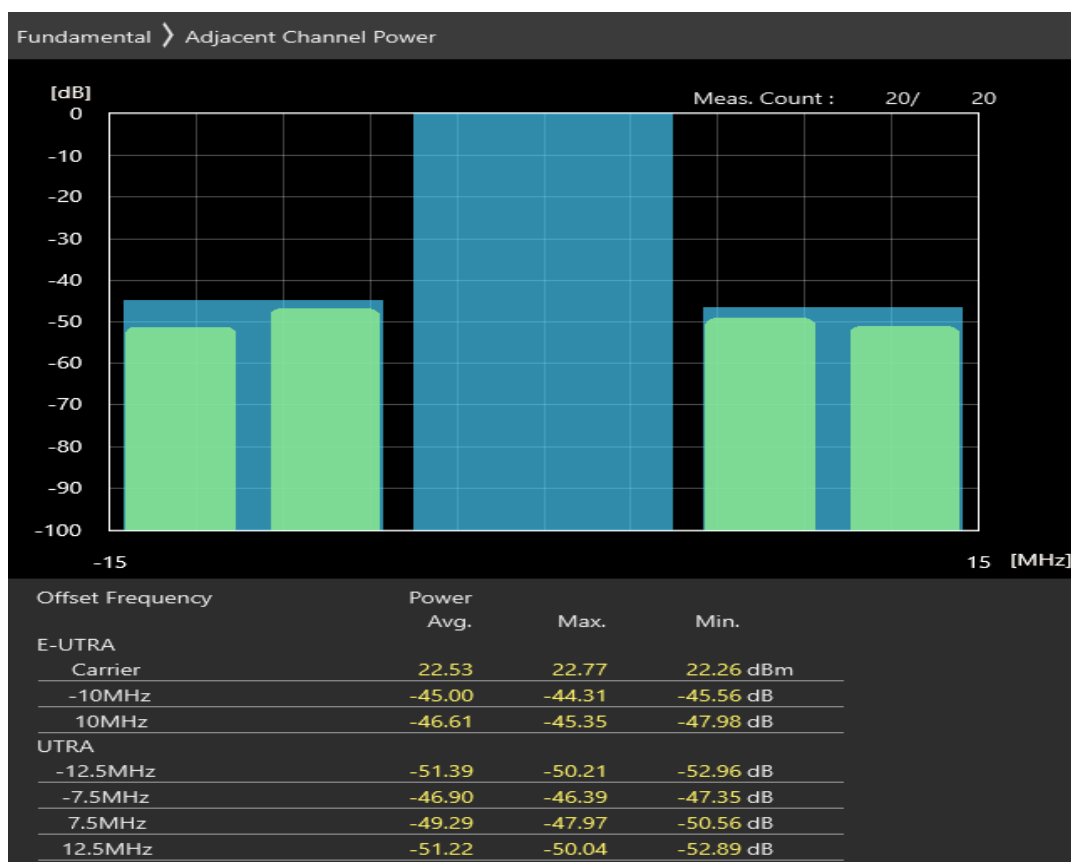 Fundamental ❯ Adjacent Channel Power
[dB]
Meas. Count : 20/ 20
0
-10
-20
-30
-40
-50
-60
-70
-80
-90
-100
-15 15 [MHz]
Offset Frequency Power
Avg. Max. Min.
E-UTRA
Carrier 22.53 22.77 22.26 dBm
-10MHz -45.00 -44.31 -45.56 dB
10MHz -46.61 -45.35 -47.98 dB
UTRA
-12.5MHz -51.39 -50.21 -52.96 dB
-7.5MHz -46.90 -46.39 -47.35 dB
7.5MHz -49.29 -47.97 -50.56 dB
12.5MHz -51.22 -50.04 -52.89 dB